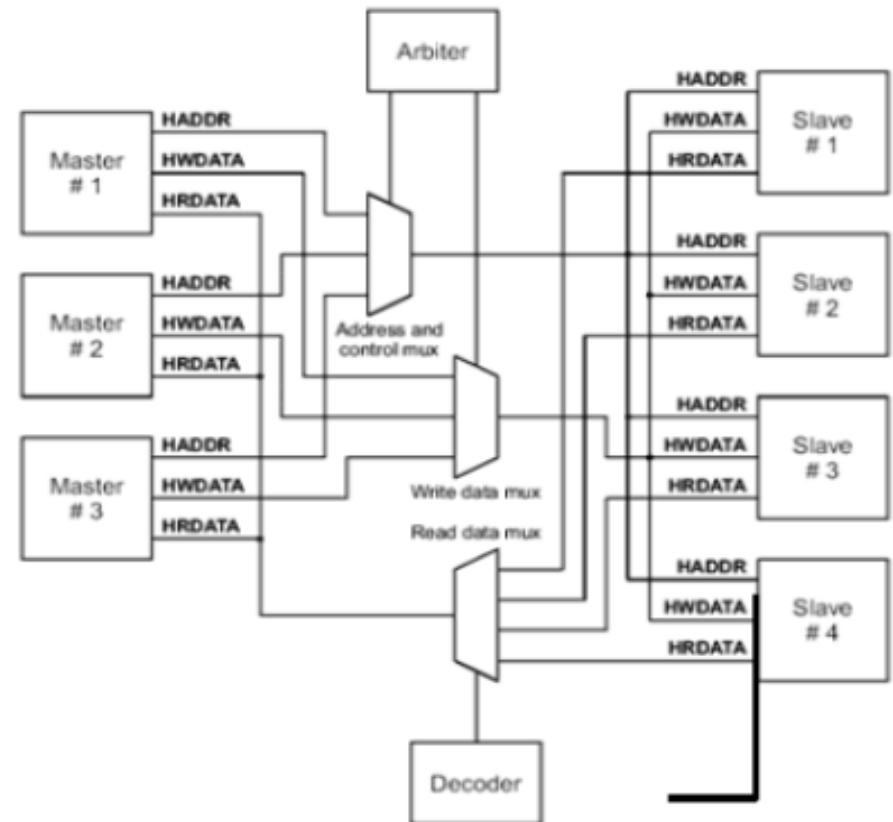 Arbiter
Master
# 1
HADDR
HWDATA
HRDATA
Master
# 2
HADDR
HWDATA
HRDATA
Master
# 3
HADDR
HWDATA
HRDATA
Address and
control mux
Write data mux
Read data mux
Decoder
HADDR
HWDATA
HRDATA
Slave
# 1
HADDR
HWDATA
HRDATA
Slave
# 2
HADDR
HWDATA
HRDATA
Slave
# 3
HADDR
HWDATA
HRDATA
Slave
# 4